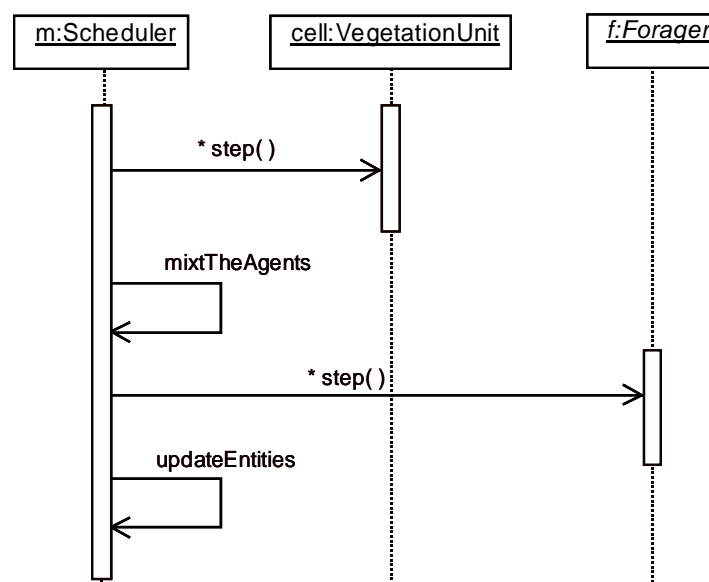 m:Scheduler
cell:VegetationUnit
f:Forager
* step( )
mixtTheAgents
* step( )
updateEntities